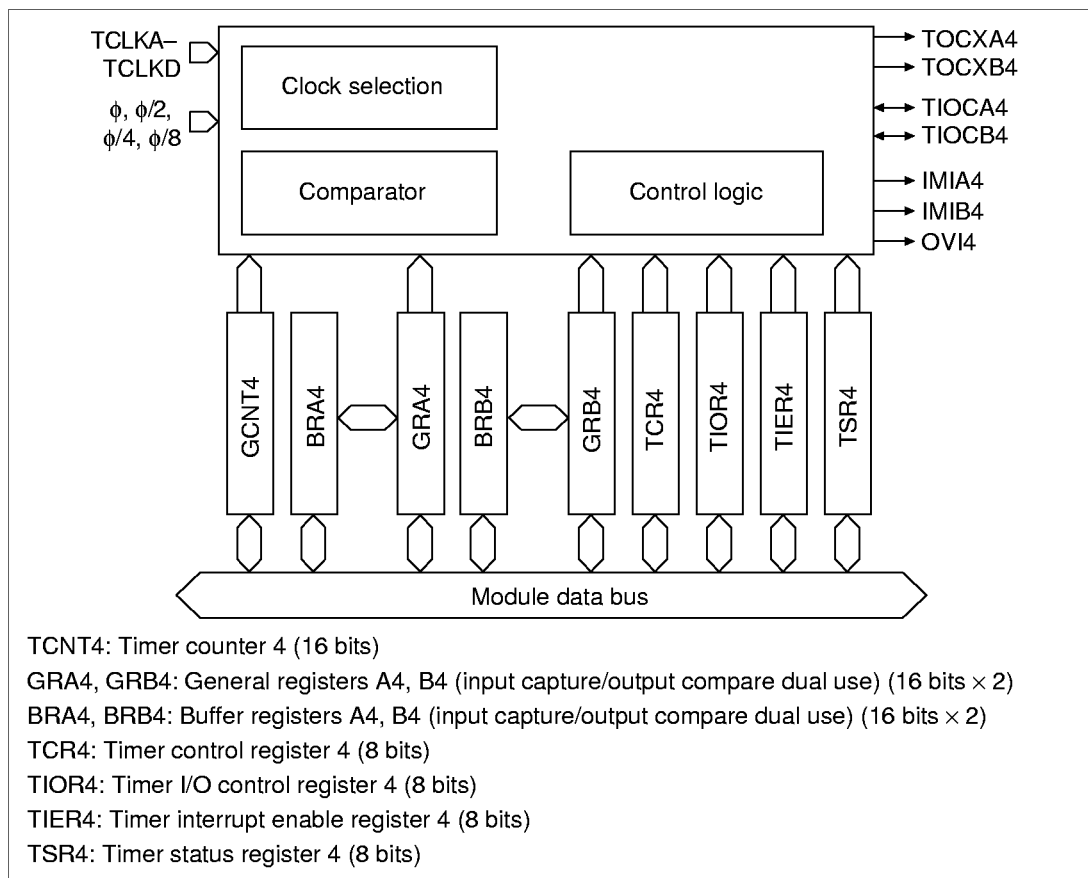 TCLKA–
TCLKD
ϕ, ϕ/2,
ϕ/4, ϕ/8
Clock selection
Comparator
Control logic
TOCXA4
TOCXB4
TIOCA4
TIOCB4
IMIA4
IMIB4
OVI4
GCNT4
BRA4
GRA4
BRB4
GRB4
TCR4
TIOR4
TIER4
TSR4
Module data bus
TCNT4: Timer counter 4 (16 bits)
GRA4, GRB4: General registers A4, B4 (input capture/output compare dual use) (16 bits × 2)
BRA4, BRB4: Buffer registers A4, B4 (input capture/output compare dual use) (16 bits × 2)
TCR4: Timer control register 4 (8 bits)
TIOR4: Timer I/O control register 4 (8 bits)
TIER4: Timer interrupt enable register 4 (8 bits)
TSR4: Timer status register 4 (8 bits)